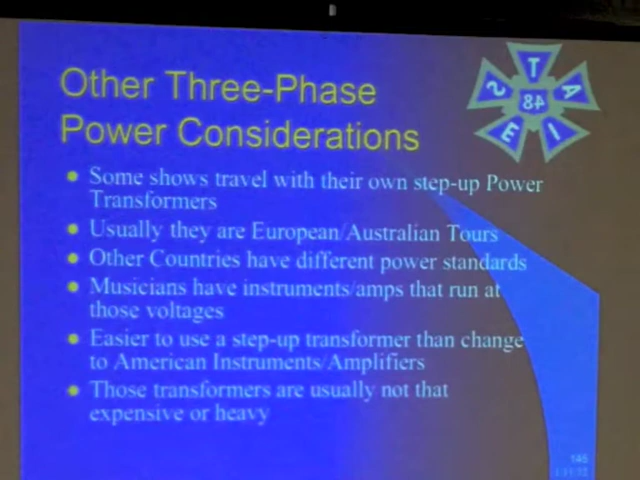 Other Three-Phase
Power Considerations
Some shows travel with their own step-up Power
Transformers
Usually they are European/Australian Tours
Other Countries have different power standards
Musicians have instruments/amps that run at
those voltages
Easier to use a step-up transformer than change
to American Instruments/Amplifiers
Those transformers are usually not that
expensive or heavy
I A T S E
48